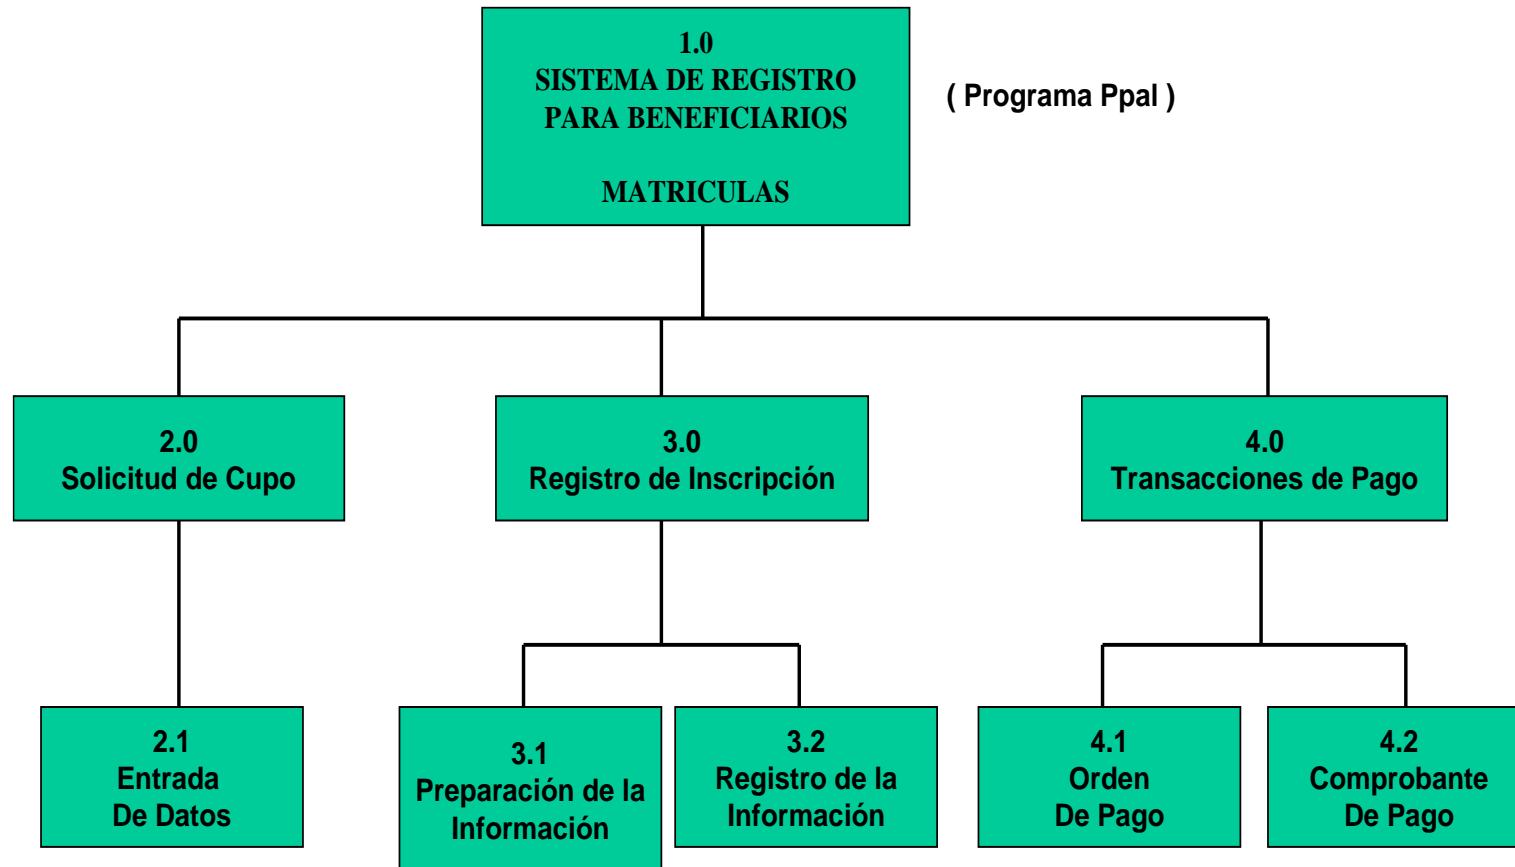 1.0
SISTEMA DE REGISTRO
PARA BENEFICIARIOS
MATRICULAS
( Programa Ppal )
2.0
Solicitud de Cupo
3.0
Registro de Inscripción
4.0
Transacciones de Pago
2.1
Entrada
De Datos
3.1
Preparación de la
Información
3.2
Registro de la
Información
4.1
Orden
De Pago
4.2
Comprobante
De Pago